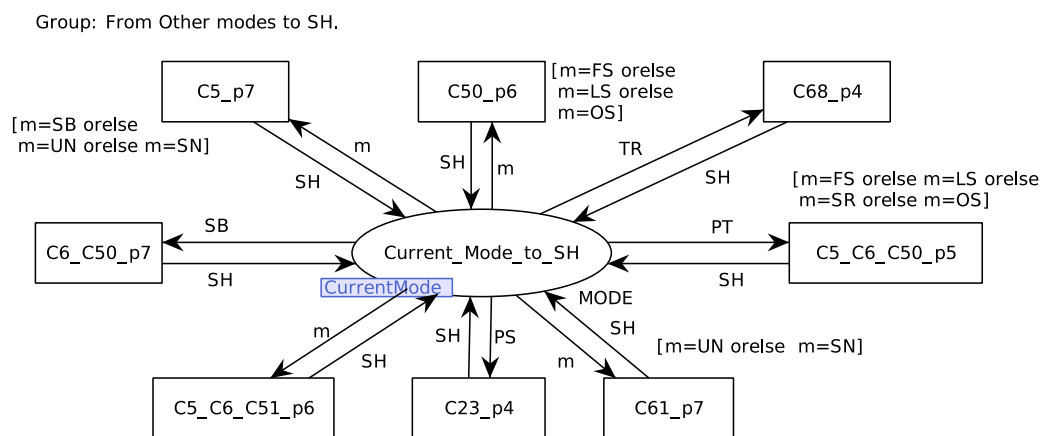 Group: From Other modes to SH.
C5_p7
C50_p6
[m=FS orelse
m=LS orelse
m=OS]
C68_p4
[m=SB orelse
m=UN orelse m=SN]
m
SH
SH
m
TR
SH
[m=FS orelse m=LS orelse
m=SR orelse m=OS]
C6_C50_p7
SB
SH
Current_Mode_to_SH
PT
SH
C5_C6_C50_p5
CurrentMode
MODE
m
SH
SH
PS
SH
m
[m=UN orelse  m=SN]
C5_C6_C51_p6
C23_p4
C61_p7